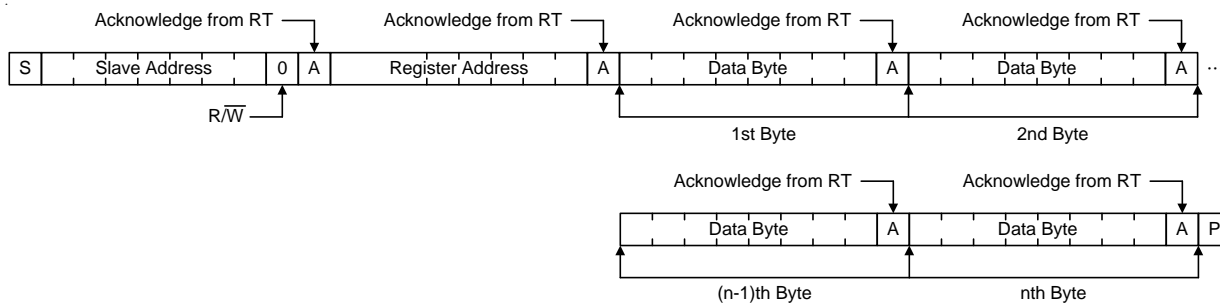 Acknowledge from RT Acknowledge from RT Acknowledge from RT Acknowledge from RT
S Slave Address 0 A Register Address A Data Byte A Data Byte A ..
R/W̅
1st Byte 2nd Byte
Acknowledge from RT Acknowledge from RT
Data Byte A Data Byte A P
(n-1)th Byte nth Byte